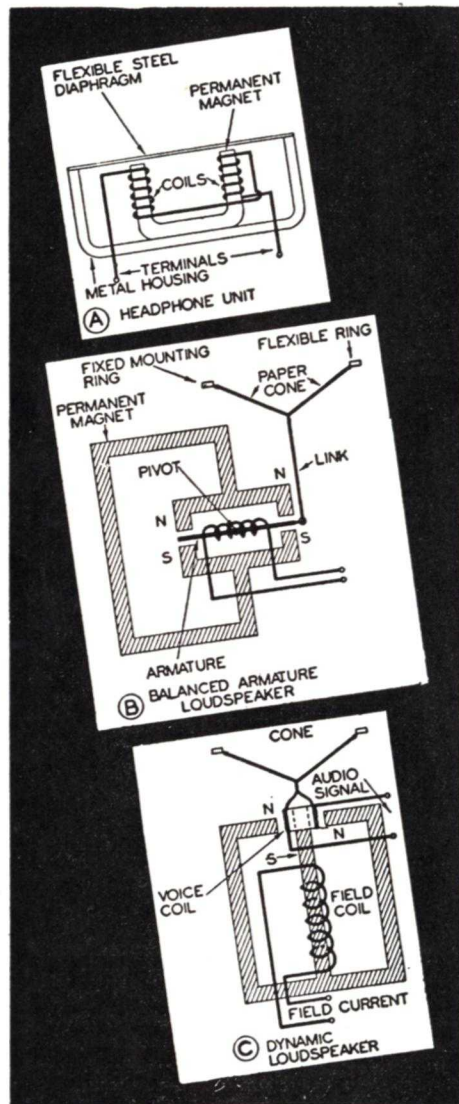 FLEXIBLE STEEL
DIAPHRAGM
PERMANENT
MAGNET
COILS
TERMINALS
METAL HOUSING
A HEADPHONE UNIT
FIXED MOUNTING
RING
FLEXIBLE RING
PAPER
CONE
PERMANENT
MAGNET
PIVOT
LINK
N
N
S
S
ARMATURE
B BALANCED ARMATURE
LOUDSPEAKER
CONE
AUDIO
SIGNAL
N
N
S
VOICE
COIL
FIELD
COIL
FIELD CURRENT
C DYNAMIC
LOUDSPEAKER